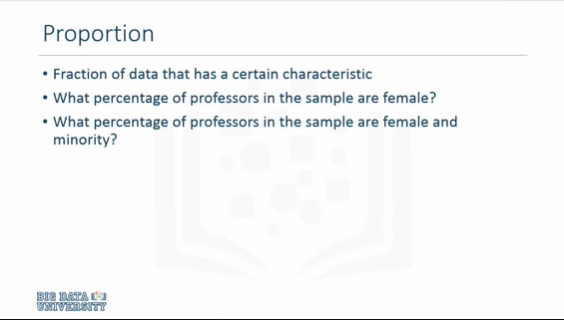 Proportion
• Fraction of data that has a certain characteristic
• What percentage of professors in the sample are female?
• What percentage of professors in the sample are female and
minority?
BIG DATA
UNIVERSITY